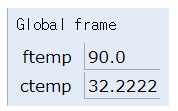 Global frame
ftemp 90.0
ctemp 32.2222